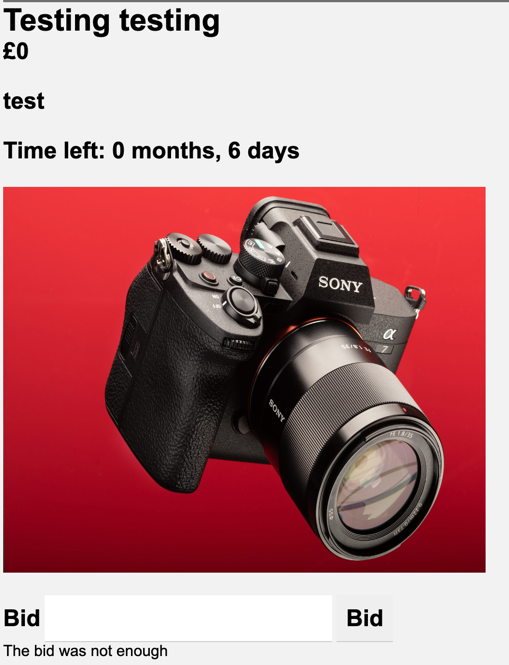 Testing testing
£0
test
Time left: 0 months, 6 days
SONY
α
7
SONY
Bid
Bid
The bid was not enough